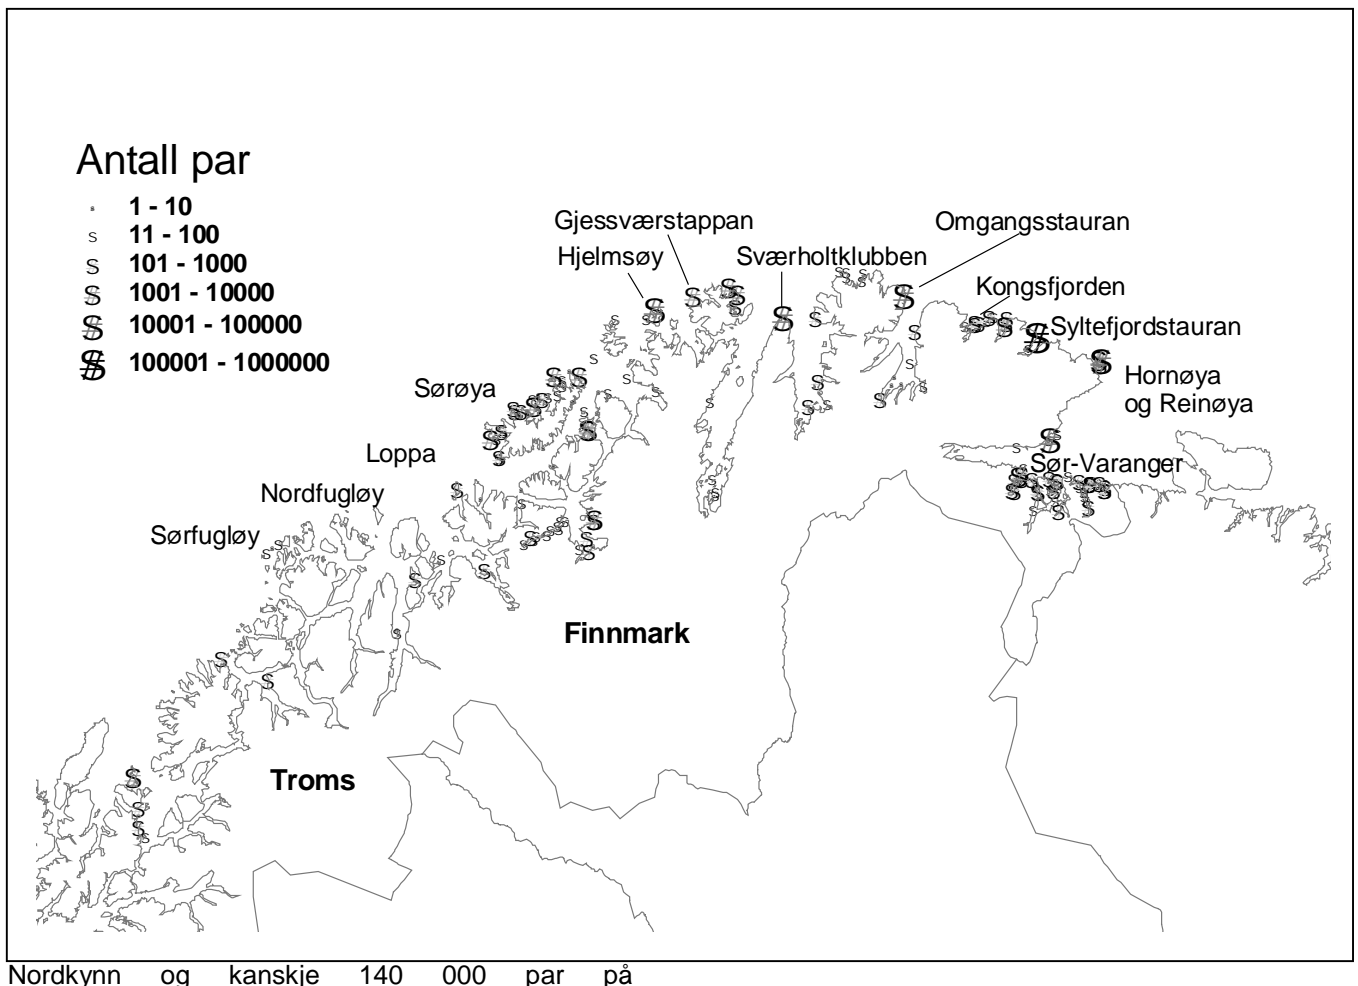 Antall par
1 - 10
11 - 100
101 - 1000
1001 - 10000
10001 - 100000
100001 - 1000000
Gjessværstappan
Omgangsstauran
Hjelmsøy
Sværholtklubben
Kongsfjorden
Syltefjordstauran
Hornøya
og Reinøya
Sørøya
Loppa
Sør-Varanger
Nordfugløy
Sørfugløy
Finnmark
Troms
Nordkynn og kanskje 140 000 par på